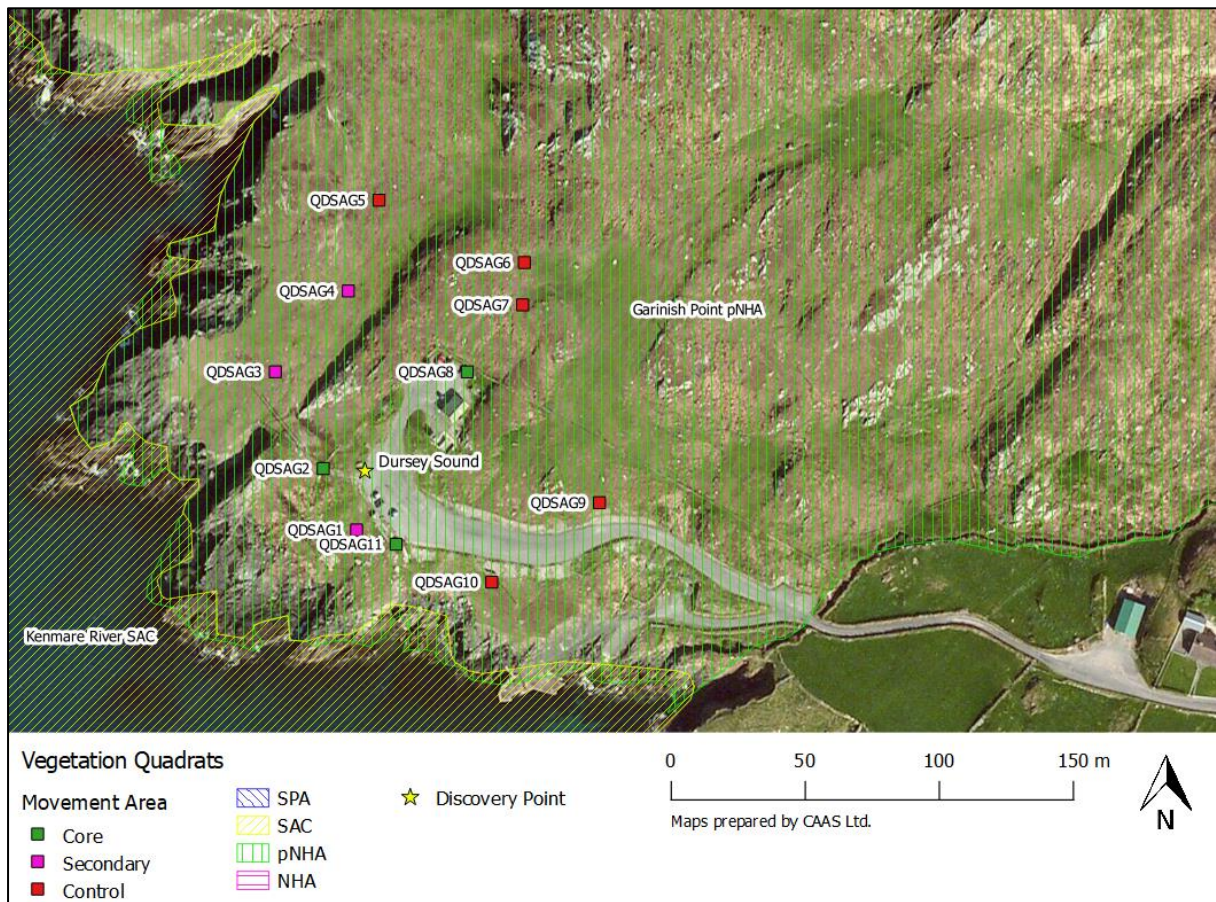 QDSAG5
QDSAG6
QDSAG4
QDSAG7
Garinish Point pNHA
QDSAG3
QDSAG8
Dursey Sound
QDSAG2
QDSAG9
QDSAG1
QDSAG11
QDSAG10
Kenmare River SAC
Vegetation Quadrats
Movement Area
Core
Secondary
Control
SPA
SAC
pNHA
NHA
Discovery Point
0 50 100 150 m
Maps prepared by CAAS Ltd.
N